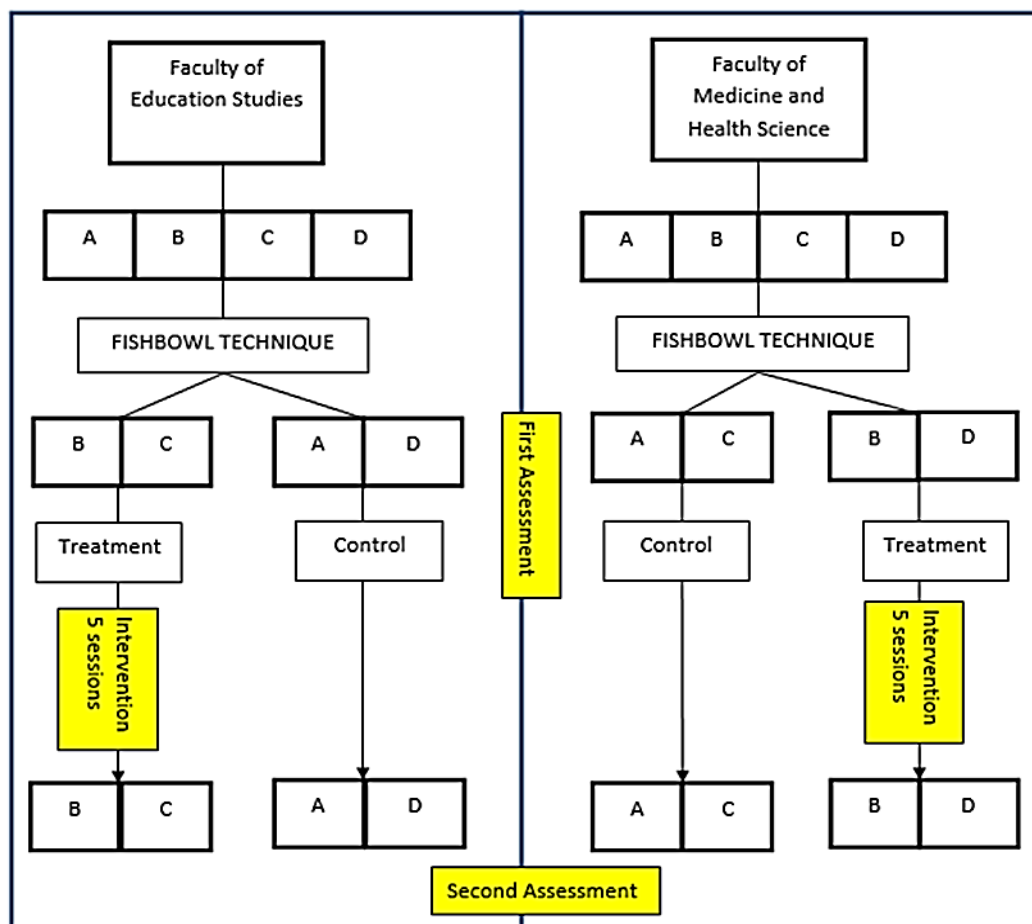 Faculty of
Education Studies
A B C D
FISHBOWL TECHNIQUE
B C A D
Treatment
Control
Intervention
5 sessions
B C A D
First Assessment
Faculty of
Medicine and
Health Science
A B C D
FISHBOWL TECHNIQUE
A C B D
Control
Treatment
Intervention
5 sessions
A C B D
Second Assessment